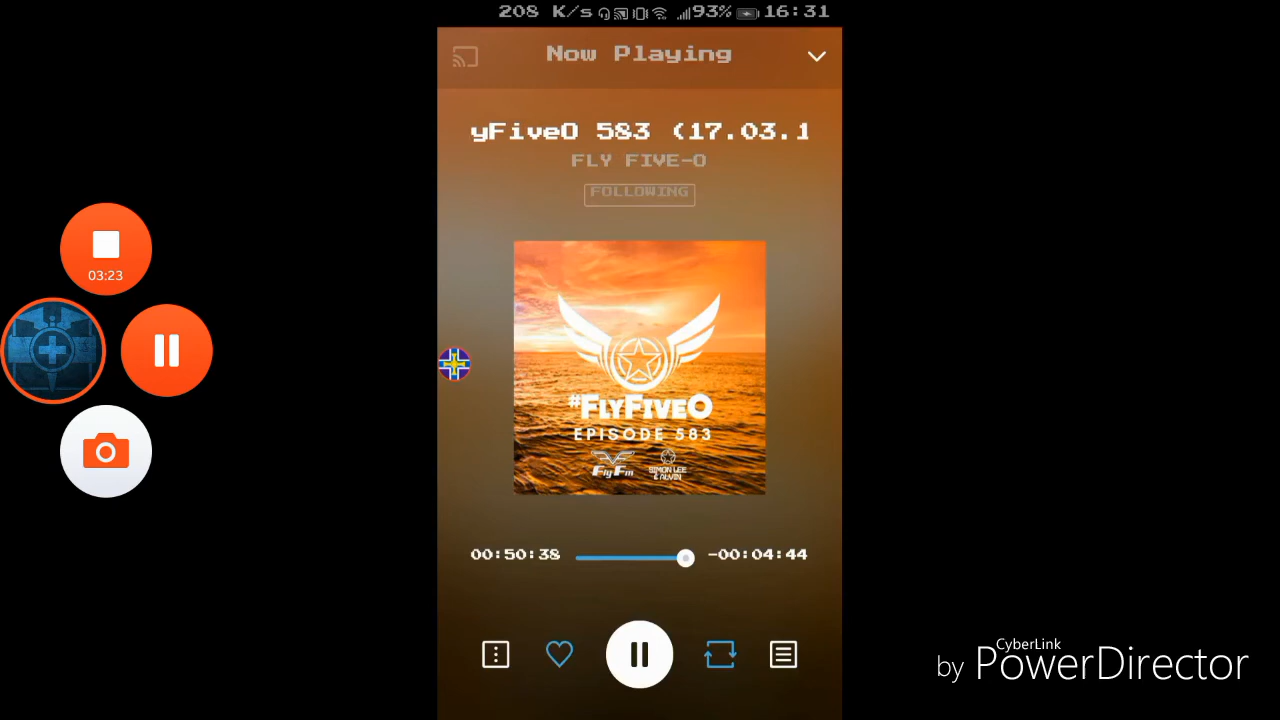 208 K/s 93% 16:31
Now Playing
yFiveO 583 (17.03.1
FLY FIVE-O
FOLLOWING
03:23
#FLYFIVEO
EPISODE 583
FlyFm SIMON LEE
& ALVIN
00:50:38 -00:04:44
CyberLink
by PowerDirector